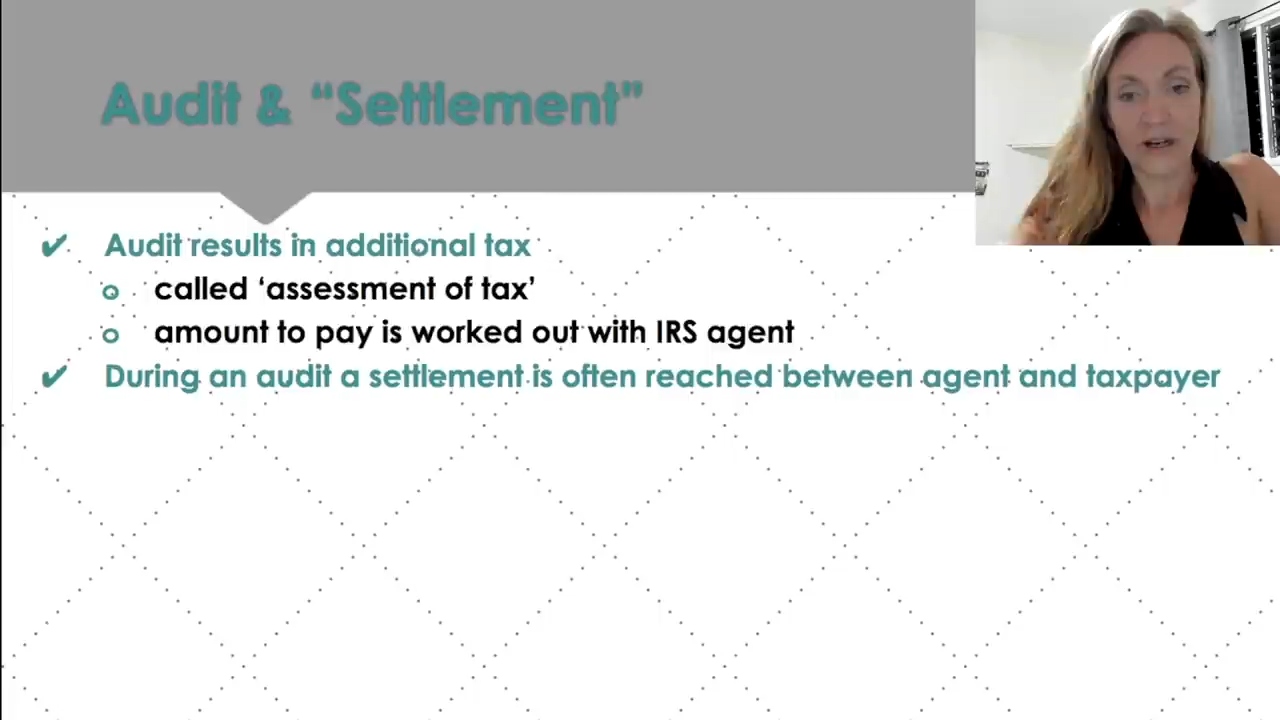 Audit & “Settlement”
✔ Audit results in additional tax
o called ‘assessment of tax’
o amount to pay is worked out with IRS agent
✔ During an audit a settlement is often reached between agent and taxpayer